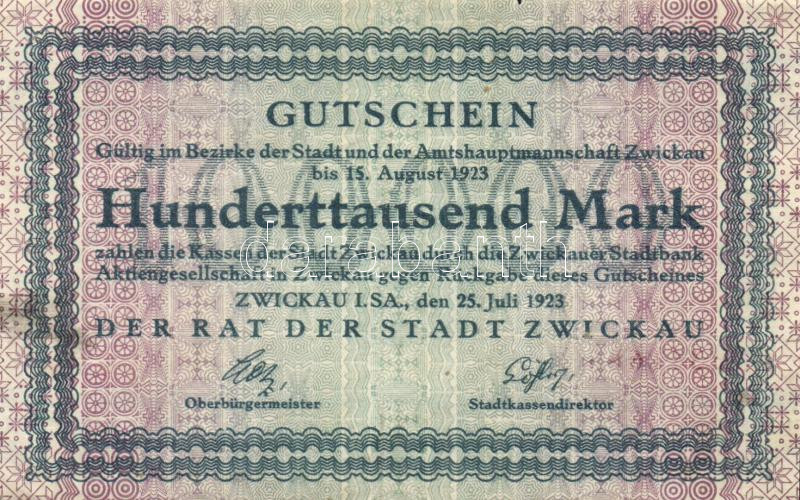 GUTSCHEIN
Gültig im Bezirke der Stadt und der Amtshauptmannschaft Zwickau
bis 15. August 1923
Hunderttausend Mark
zahlen die Kassen der Stadt Zwickau durch die Zwickauer Stadtbank
Aktiengesellschaft in Zwickau gegen Rückgabe dieses Gutscheines
ZWICKAU I. SA., den 25. Juli 1923
DER RAT DER STADT ZWICKAU
Oberbürgermeister
Stadtkassendirektor
darabanth